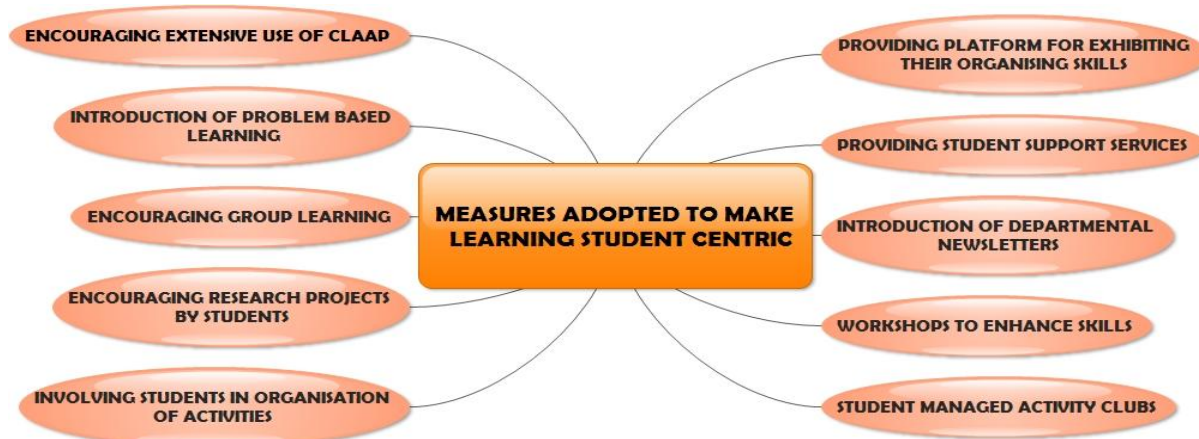 ENCOURAGING EXTENSIVE USE OF CLAAP
INTRODUCTION OF PROBLEM BASED
LEARNING
ENCOURAGING GROUP LEARNING
ENCOURAGING RESEARCH PROJECTS
BY STUDENTS
INVOLVING STUDENTS IN ORGANISATION
OF ACTIVITIES
MEASURES ADOPTED TO MAKE
LEARNING STUDENT CENTRIC
PROVIDING PLATFORM FOR EXHIBITING
THEIR ORGANISING SKILLS
PROVIDING STUDENT SUPPORT SERVICES
INTRODUCTION OF DEPARTMENTAL
NEWSLETTERS
WORKSHOPS TO ENHANCE SKILLS
STUDENT MANAGED ACTIVITY CLUBS